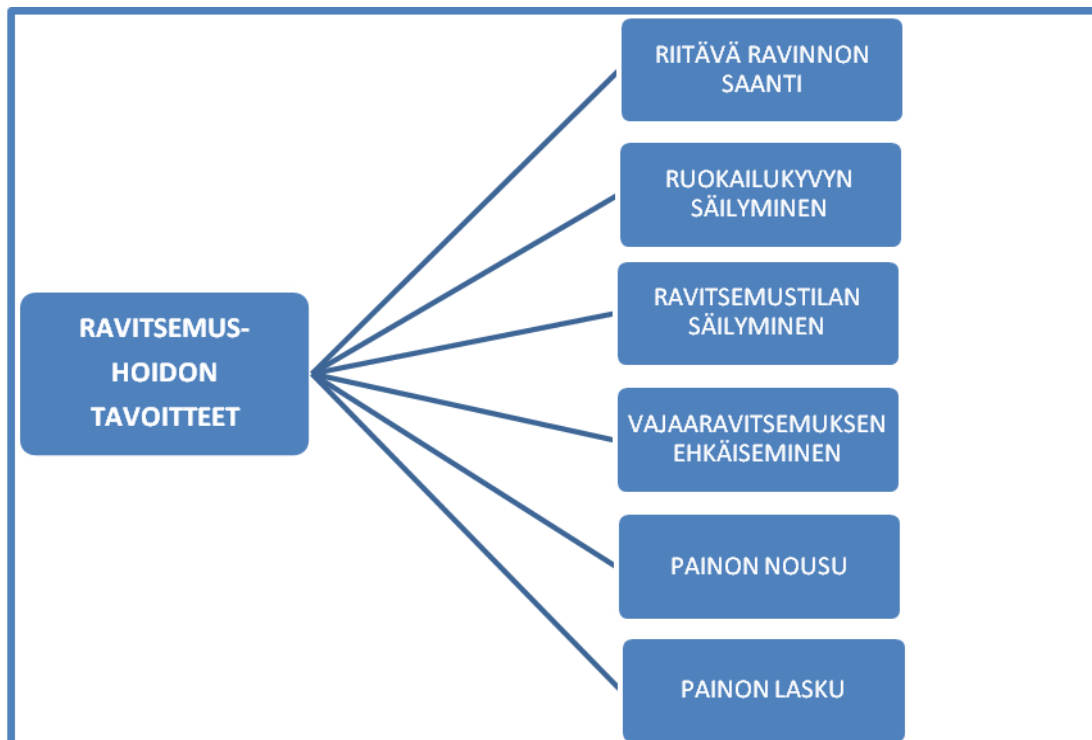 RAVITSEMUS-
HOIDON
TAVOITTEET
RIITÄVÄ RAVINNON
SAANTI
RUOKAILUKYVYN
SÄILYMINEN
RAVITSEMUSTILAN
SÄILYMINEN
VAJAARAVITSEMUKSEN
EHKÄISEMINEN
PAINON NOUSU
PAINON LASKU